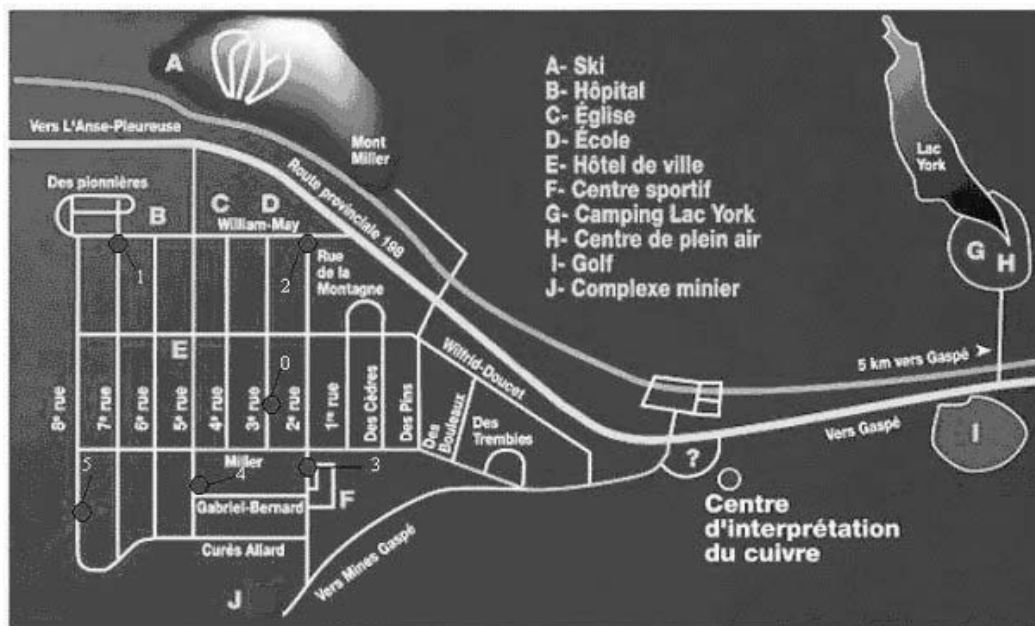 A
Vers L'Anse-Pleureuse
Mont
Miller
A- Ski
B- Hôpital
C- Église
D- École
E- Hôtel de ville
F- Centre sportif
G- Camping Lac York
H- Centre de plein air
I- Golf
J- Complexe minier
Lac
York
G
H
Des pionnières
B
C
D
William-May
Route provinciale 198
1
2
Rue
de la
Montagne
E
0
Wilfrid-Doucet
5 km vers Gaspé
Vers Gaspé
I
8e rue
7e rue
6e rue
5e rue
4e rue
3e rue
2e rue
1re rue
Des Cèdres
Des Pins
Des
Bouleaux
Des
Trembles
5
Miller
4
3
Gabriel-Bernard
F
?
Curés Allard
Vers Mines Gaspé
J
Centre
d'interprétation
du cuivre